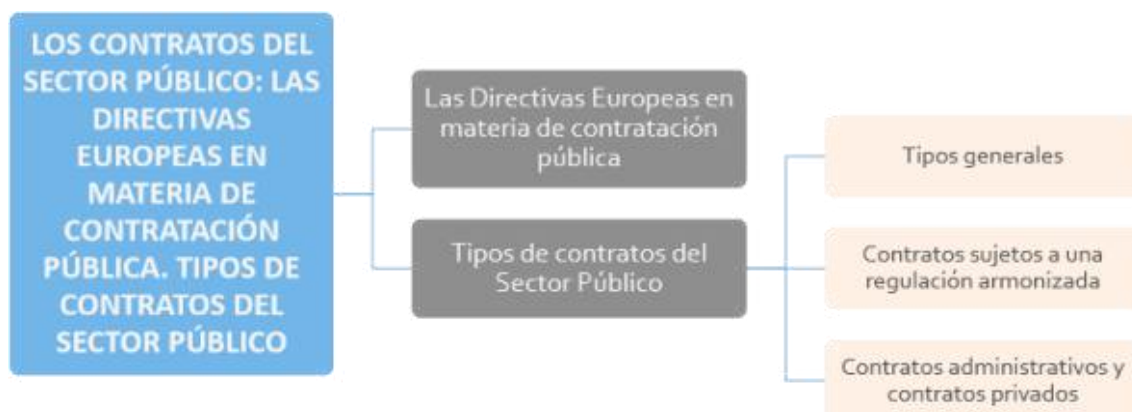 LOS CONTRATOS DEL
SECTOR PÚBLICO: LAS
DIRECTIVAS
EUROPEAS EN
MATERIA DE
CONTRATACIÓN
PÚBLICA. TIPOS DE
CONTRATOS DEL
SECTOR PÚBLICO
Las Directivas Europeas en
materia de contratación
pública
Tipos de contratos del
Sector Público
Tipos generales
Contratos sujetos a una
regulación armonizada
Contratos administrativos y
contratos privados